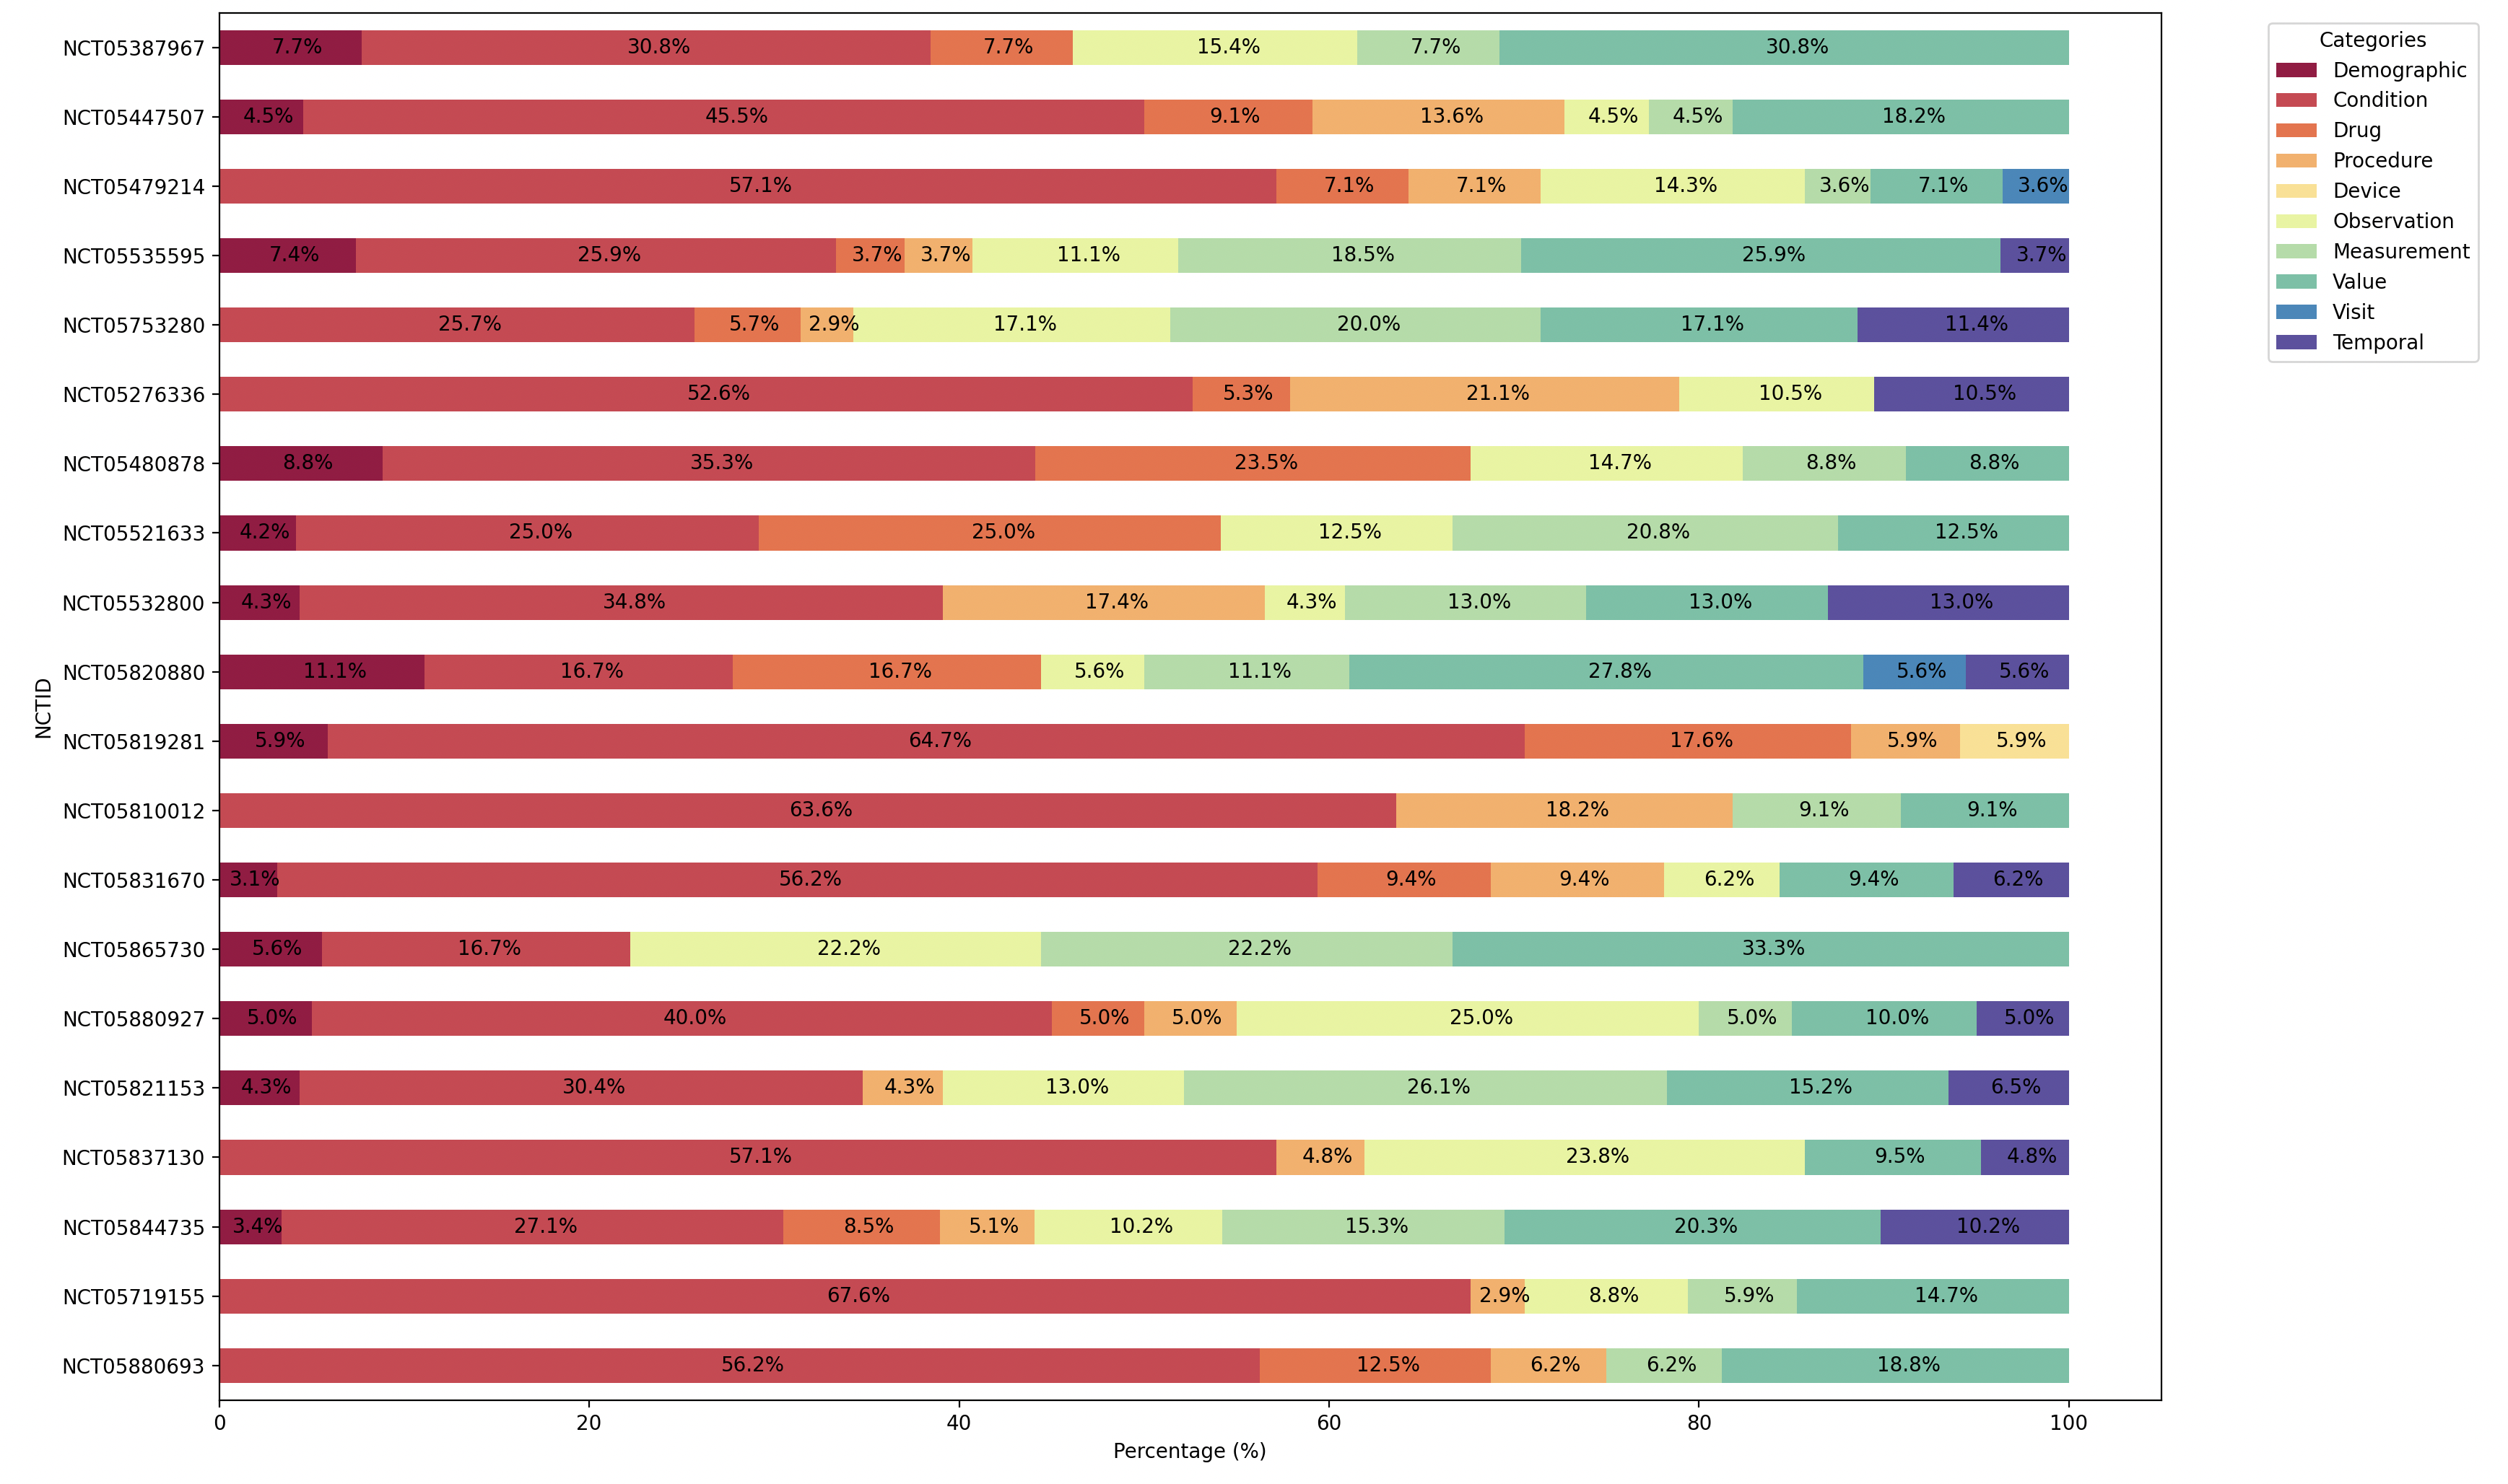 NCT05387967 7.7% 30.8% 7.7% 15.4% 7.7% 30.8%
NCT05447507 4.5% 45.5% 9.1% 13.6% 4.5% 4.5% 18.2%
NCT05479214 57.1% 7.1% 7.1% 14.3% 3.6% 7.1% 3.6%
NCT05535595 7.4% 25.9% 3.7% 3.7% 11.1% 18.5% 25.9% 3.7%
NCT05753280 25.7% 5.7% 2.9% 17.1% 20.0% 17.1% 11.4%
NCT05276336 52.6% 5.3% 21.1% 10.5% 10.5%
NCT05480878 8.8% 35.3% 23.5% 14.7% 8.8% 8.8%
NCT05521633 4.2% 25.0% 25.0% 12.5% 20.8% 12.5%
NCT05532800 4.3% 34.8% 17.4% 4.3% 13.0% 13.0% 13.0%
NCT05820880 11.1% 16.7% 16.7% 5.6% 11.1% 27.8% 5.6% 5.6%
NCT05819281 5.9% 64.7% 17.6% 5.9% 5.9%
NCT05810012 63.6% 18.2% 9.1% 9.1%
NCT05831670 3.1% 56.2% 9.4% 9.4% 6.2% 9.4% 6.2%
NCT05865730 5.6% 16.7% 22.2% 22.2% 33.3%
NCT05880927 5.0% 40.0% 5.0% 5.0% 25.0% 5.0% 10.0% 5.0%
NCT05821153 4.3% 30.4% 4.3% 13.0% 26.1% 15.2% 6.5%
NCT05837130 57.1% 4.8% 23.8% 9.5% 4.8%
NCT05844735 3.4% 27.1% 8.5% 5.1% 10.2% 15.3% 20.3% 10.2%
NCT05719155 67.6% 2.9% 8.8% 5.9% 14.7%
NCT05880693 56.2% 12.5% 6.2% 6.2% 18.8%
NCTID
0 20 40 60 80 100
Percentage (%)
Categories
Demographic
Condition
Drug
Procedure
Device
Observation
Measurement
Value
Visit
Temporal